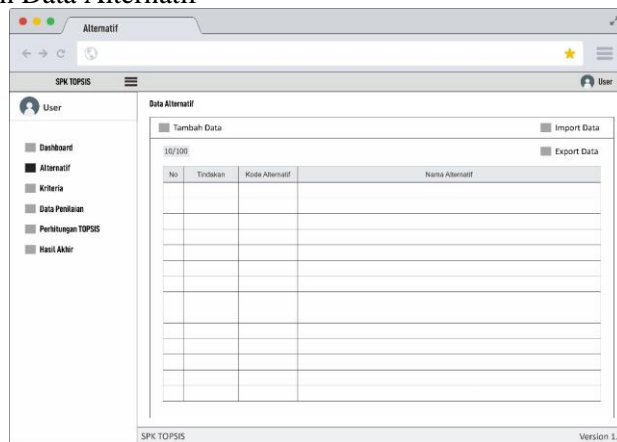 Data Alternatif
Alternatif
SPK TOPSIS
User
User
Data Alternatif
Tambah Data
Import Data
10/100
Export Data
No Tindakan Kode Alternatif Nama Alternatif
Dashboard
Alternatif
Kriteria
Data Penilaian
Perhitungan TOPSIS
Hasil Akhir
SPK TOPSIS
Version 1.